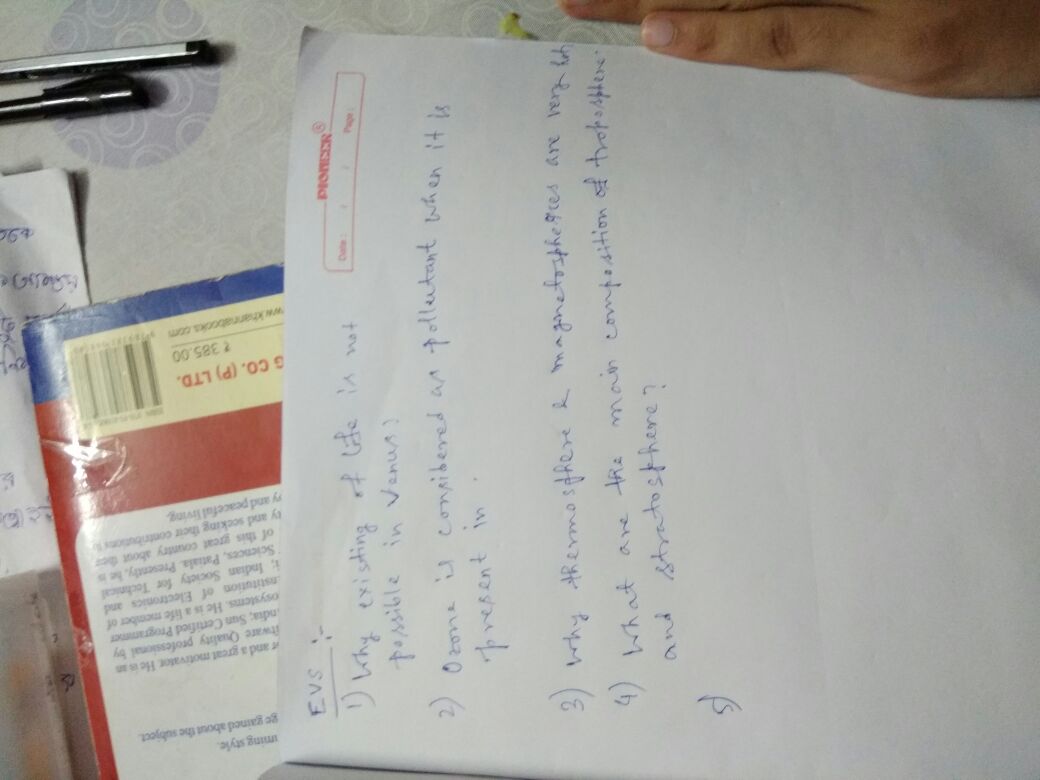 PIONEER®
Date : / / Page :
EVS :-
1) Why existing of life is not
possible in Venus?
2) Ozone is considered as pollutant when it is
present in .
3) Why thermosphere & magnetospheres are very hot
4) What are the main composition of troposphere.
and stratosphere?
5)
ming style.
ge gained about the subject.
and a great motivator. He is an
ftware Quality professional by
India; Sun Certified Programmer
osystems. He is a life member of
nstitution of Electronics and
i; Indian Society for Technical
Sciences, Patiala. Presently, he is
of this great country about their
ty and seeking their contributions
ry and peaceful living.
G CO. (P) LTD.
₹ 385.00
ww.khannabooks.com